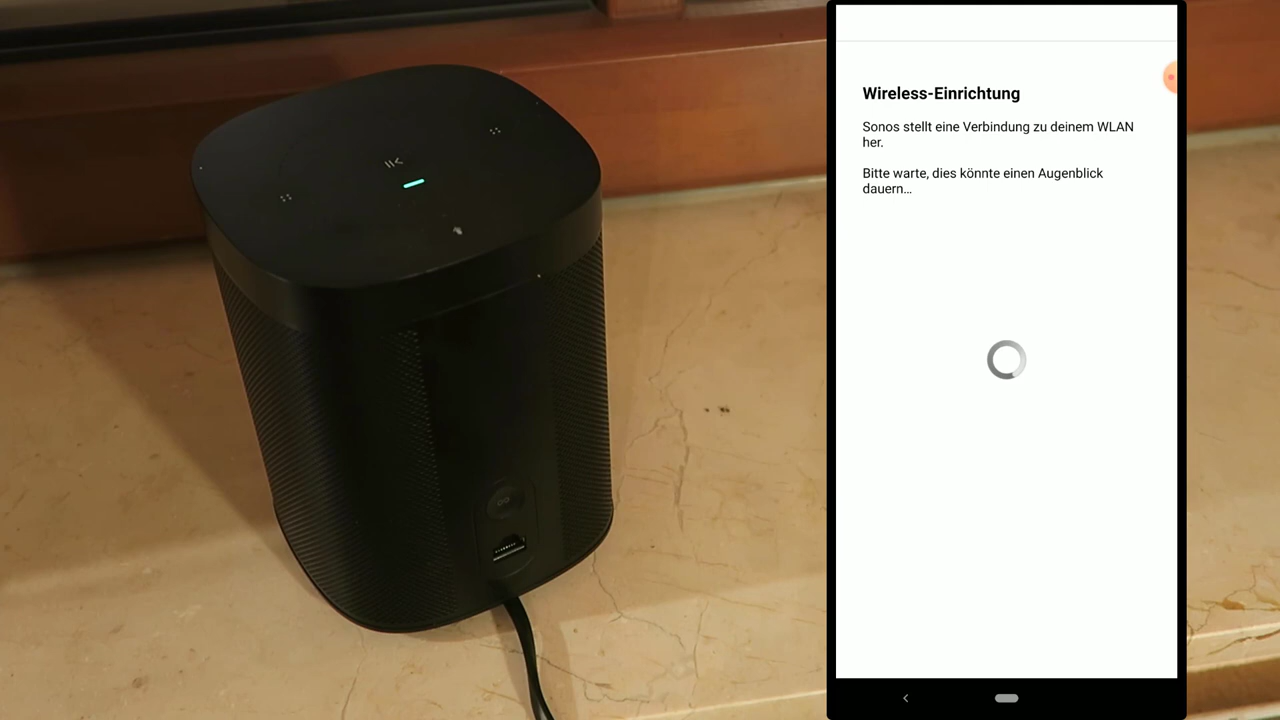 Wireless-Einrichtung
Sonos stellt eine Verbindung zu deinem WLAN
her.
Bitte warte, dies könnte einen Augenblick
dauern…